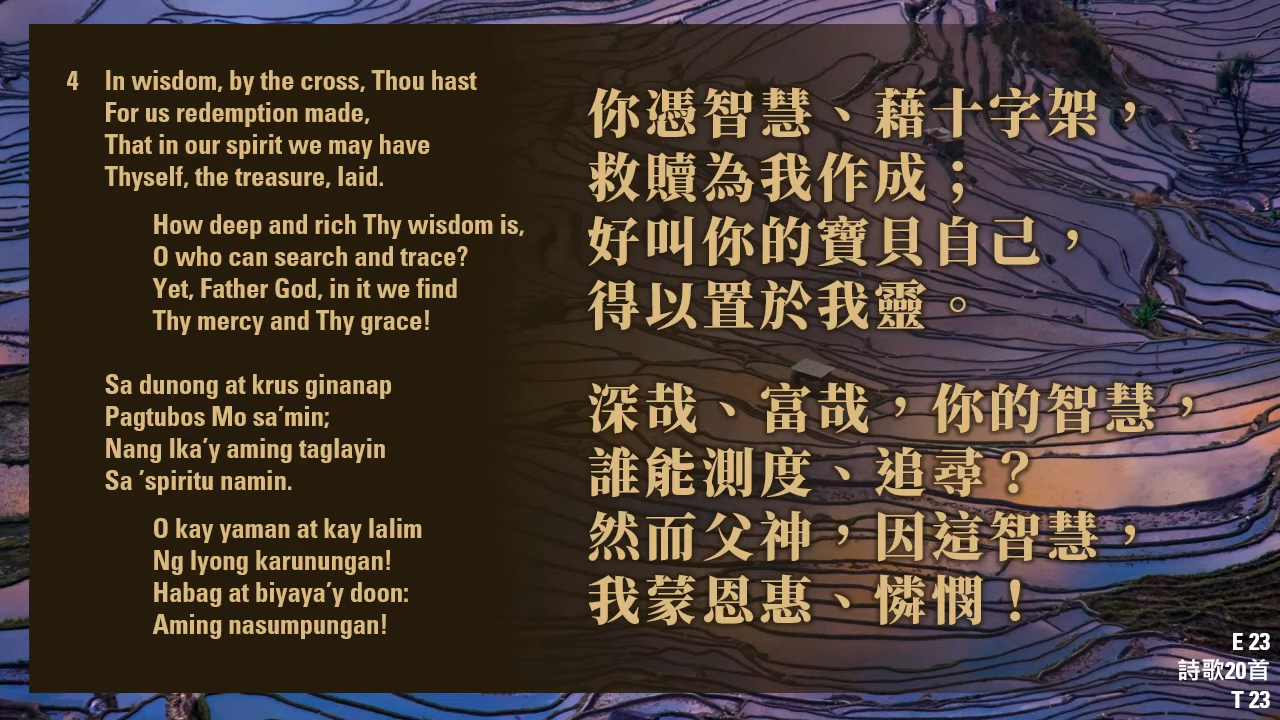 4 In wisdom, by the cross, Thou hast
For us redemption made,
That in our spirit we may have
Thyself, the treasure, laid.
How deep and rich Thy wisdom is,
O who can search and trace?
Yet, Father God, in it we find
Thy mercy and Thy grace!
Sa dunong at krus ginanap
Pagtubos Mo sa’min;
Nang Ika’y aming taglayin
Sa ’spiritu namin.
O kay yaman at kay lalim
Ng Iyong karunungan!
Habag at biyaya’y doon:
Aming nasumpungan!
你憑智慧、藉十字架，
救贖為我作成；
好叫你的寶貝自己，
得以置於我靈。
深哉、富哉，你的智慧，
誰能測度、追尋？
然而父神，因這智慧，
我蒙恩惠、憐憫！
E 23
詩歌20首
T 23